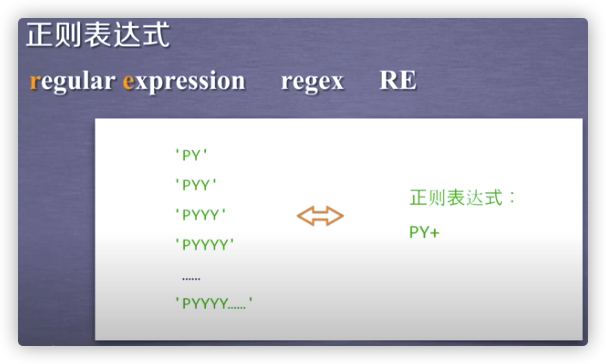 正则表达式
regular expression regex RE
'PY'
'PYY'
'PYYY'
'PYYYY'
……
'PYYYY……'
正则表达式：
PY+